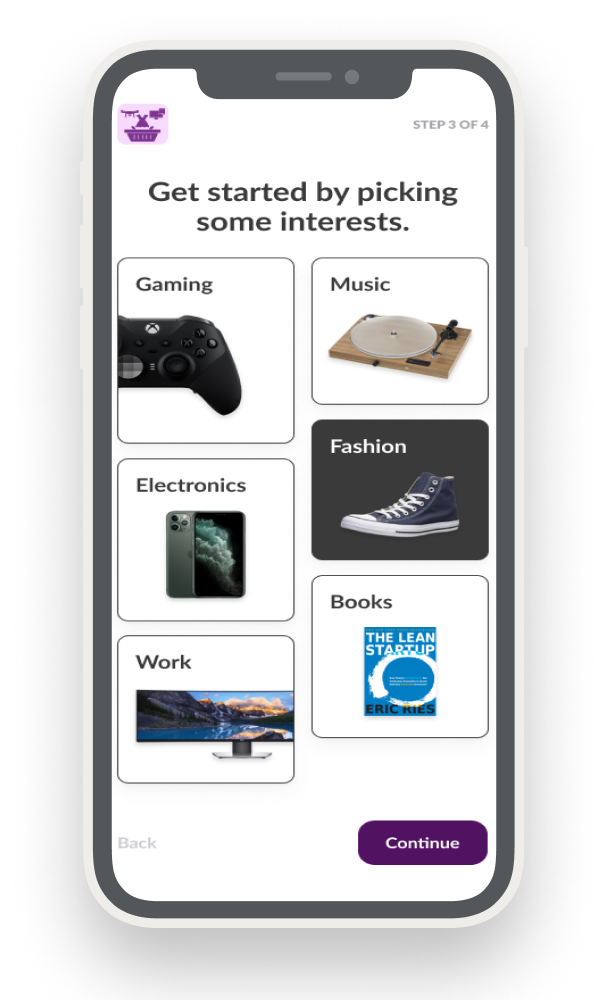 STEP 3 OF 4
Get started by picking
some interests.
Gaming
Music
Fashion
Electronics
Books
THE LEAN
STARTUP
ERIC RIES
Work
Back
Continue